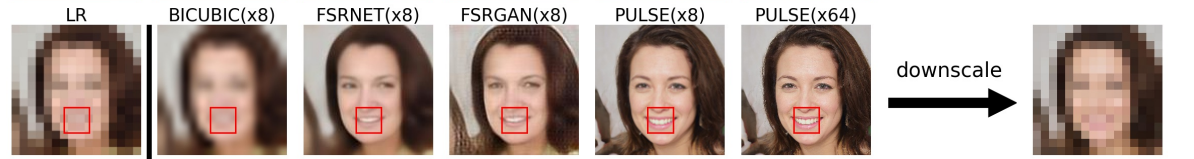 LR BICUBIC(x8) FSRNET(x8) FSRGAN(x8) PULSE(x8) PULSE(x64)
downscale